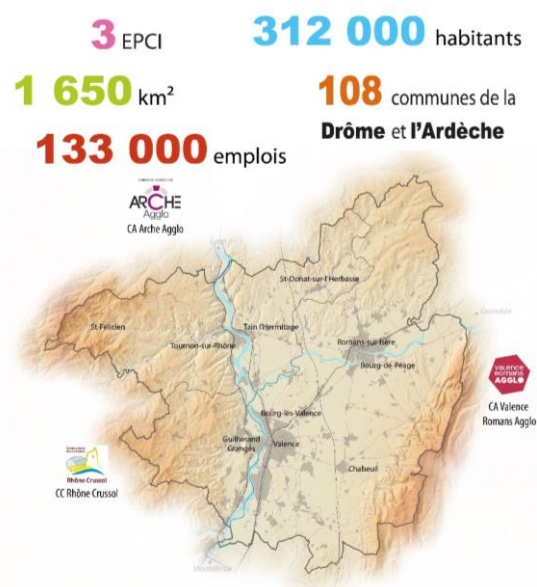 3 EPCI
312 000 habitants
1 650 km²
108 communes de la
Drôme et l'Ardèche
133 000 emplois
ARCHE
Agglo
CA Arche Agglo
St-Donat-sur-l'Herbasse
St-Félicien
Tain l'Hermitage
Tournon-sur-Rhône
Romans-sur-Isère
Bourg-de-Péage
Grenoble
valence
romans
AGGLO
CA Valence
Romans Agglo
Bourg-lès-Valence
Guilherand
Granges
Valence
Chabeuil
Rhône Crussol
CC Rhône Crussol
Montélimar